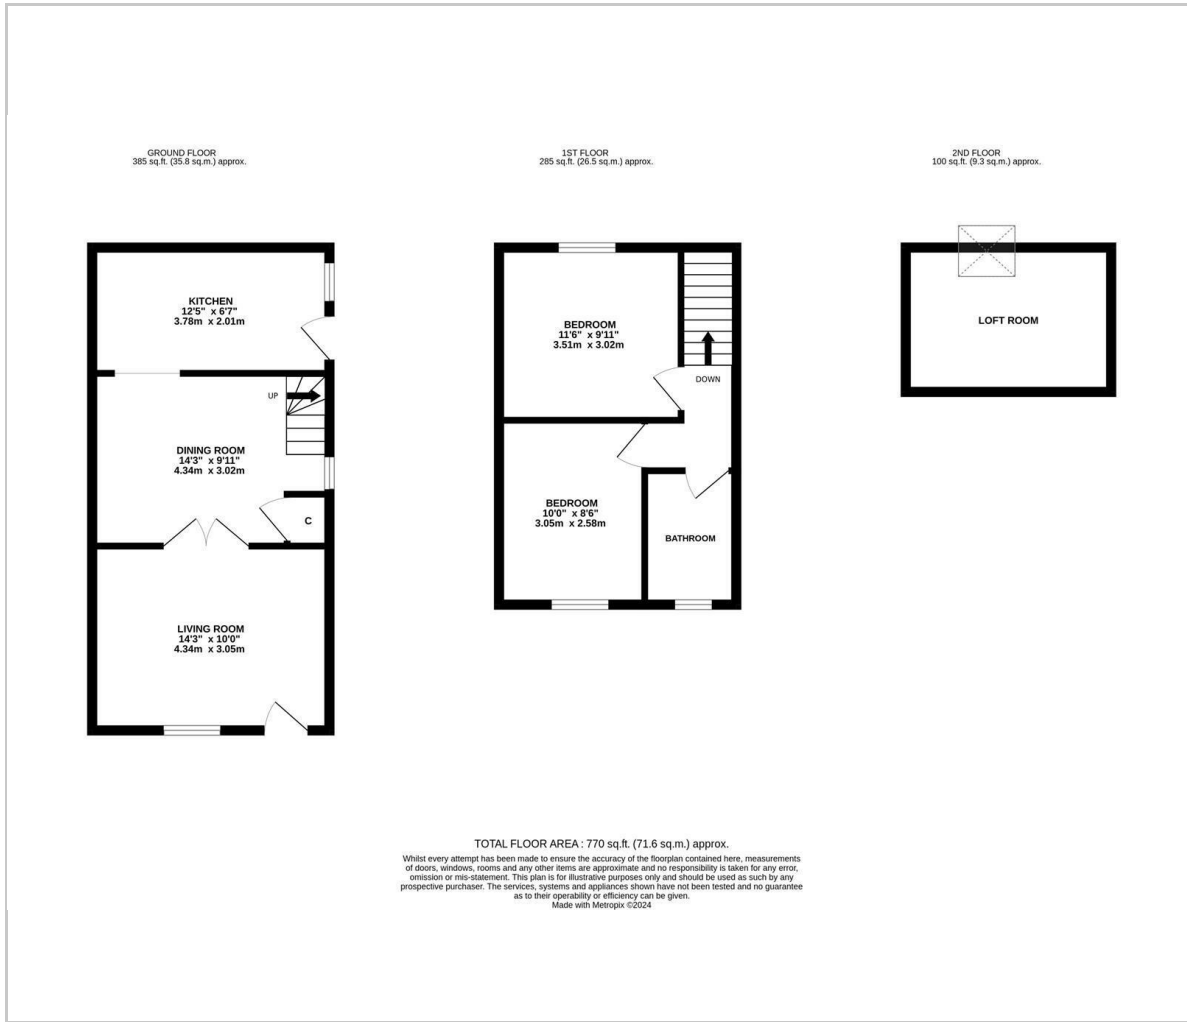 GROUND FLOOR
385 sq.ft. (35.8 sq.m.) approx.
1ST FLOOR
285 sq.ft. (26.5 sq.m.) approx.
2ND FLOOR
100 sq.ft. (9.3 sq.m.) approx.
KITCHEN
12'5" x 6'7"
3.78m x 2.01m
UP
DINING ROOM
14'3" x 9'11"
4.34m x 3.02m
C
LIVING ROOM
14'3" x 10'0"
4.34m x 3.05m
BEDROOM
11'6" x 9'11"
3.51m x 3.02m
DOWN
BEDROOM
10'0" x 8'6"
3.05m x 2.58m
BATHROOM
LOFT ROOM
TOTAL FLOOR AREA : 770 sq.ft. (71.6 sq.m.) approx.
Whilst every attempt has been made to ensure the accuracy of the floorplan contained here, measurements
of doors, windows, rooms and any other items are approximate and no responsibility is taken for any error,
omission or mis-statement. This plan is for illustrative purposes only and should be used as such by any
prospective purchaser. The services, systems and appliances shown have not been tested and no guarantee
as to their operability or efficiency can be given.
Made with Metropix ©2024